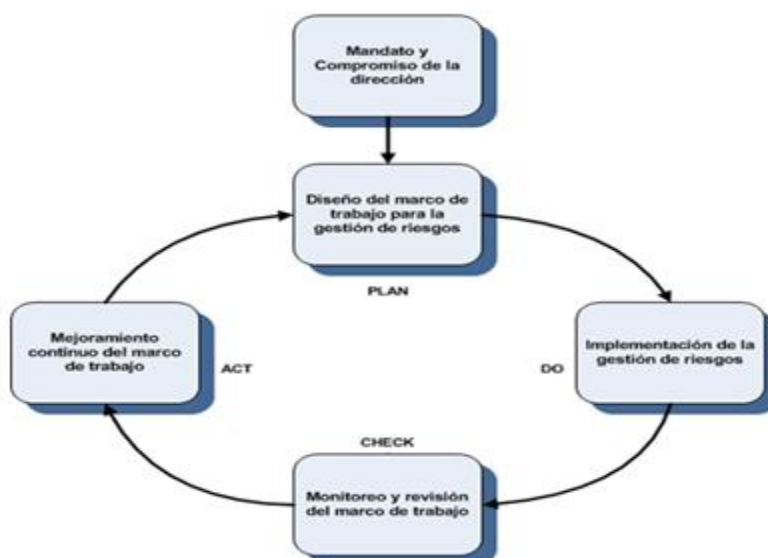 Mandato y
Compromiso de la
dirección
Diseño del marco de
trabajo para la
gestión de riesgos
PLAN
Implementación de la
gestión de riesgos
DO
CHECK
Monitoreo y revisión
del marco de trabajo
Mejoramiento
continuo del marco
de trabajo
ACT